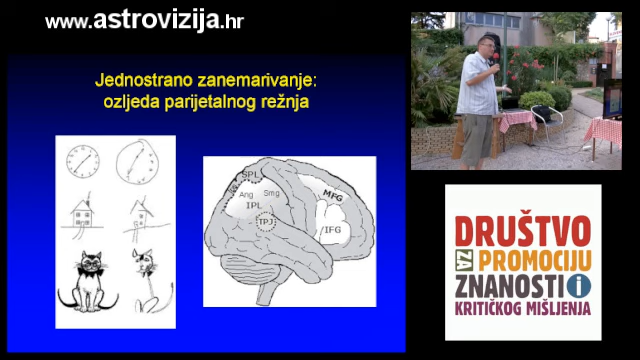 www.astrovizija.hr
Jednostrano zanemarivanje:
ozljeda parijetalnog režnja
SPL
Ang
Smg
IPL
TPJ
MFG
IFG
DRUŠTVO
ZA PROMOCIJU
ZNANOSTI i
KRITIČKOG MIŠLJENJA